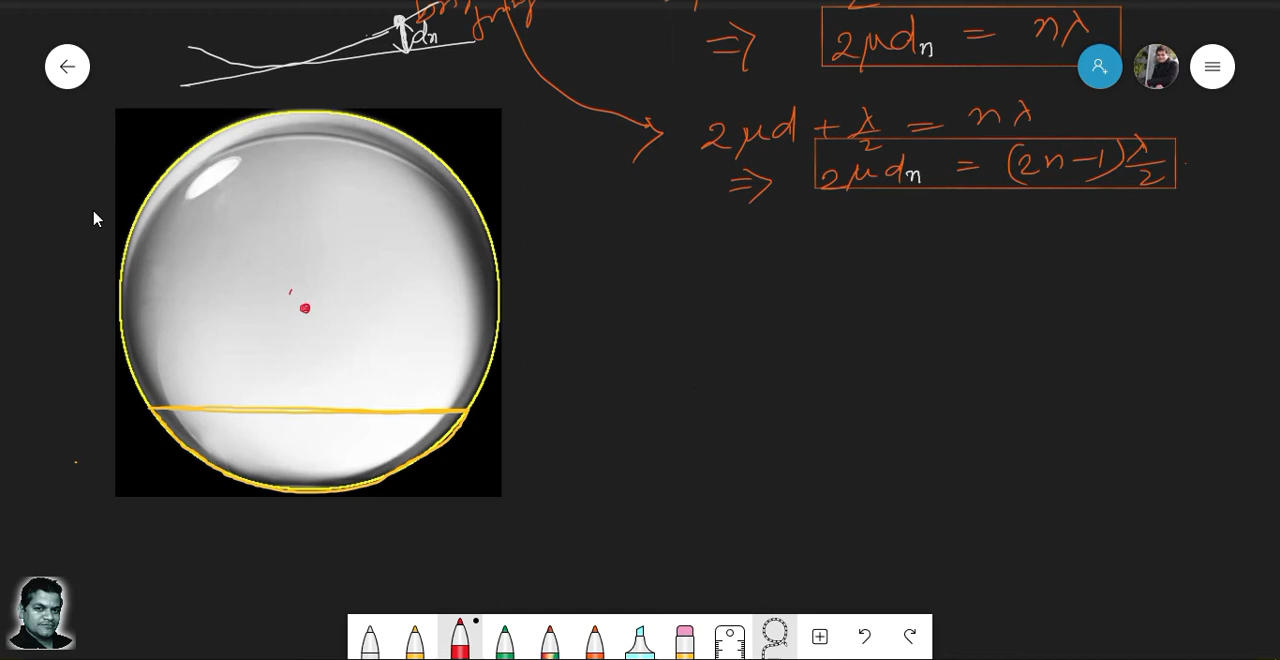 dₙ
⇒ 2μdₙ = nλ
2μd + λ/2 = nλ
⇒ 2μdₙ = (2n-1)λ/2